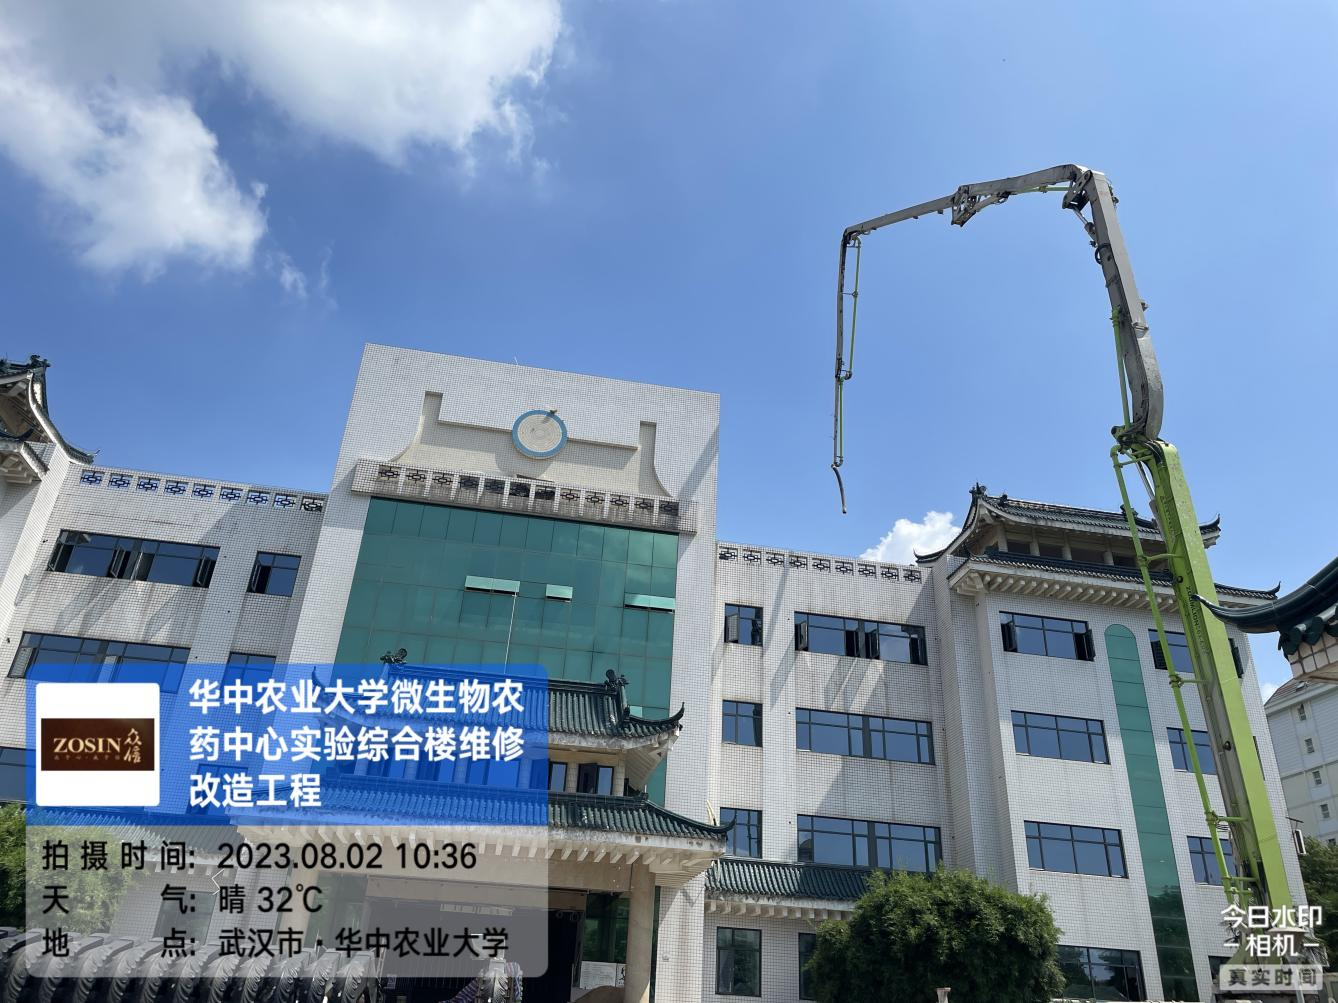 华中农业大学微生物农
药中心实验综合楼维修
改造工程
ZOSIN 众信
拍摄时间: 2023.08.02 10:36
天气: 晴 32℃
地点: 武汉市·华中农业大学
今日水印
-相机-
真实时间